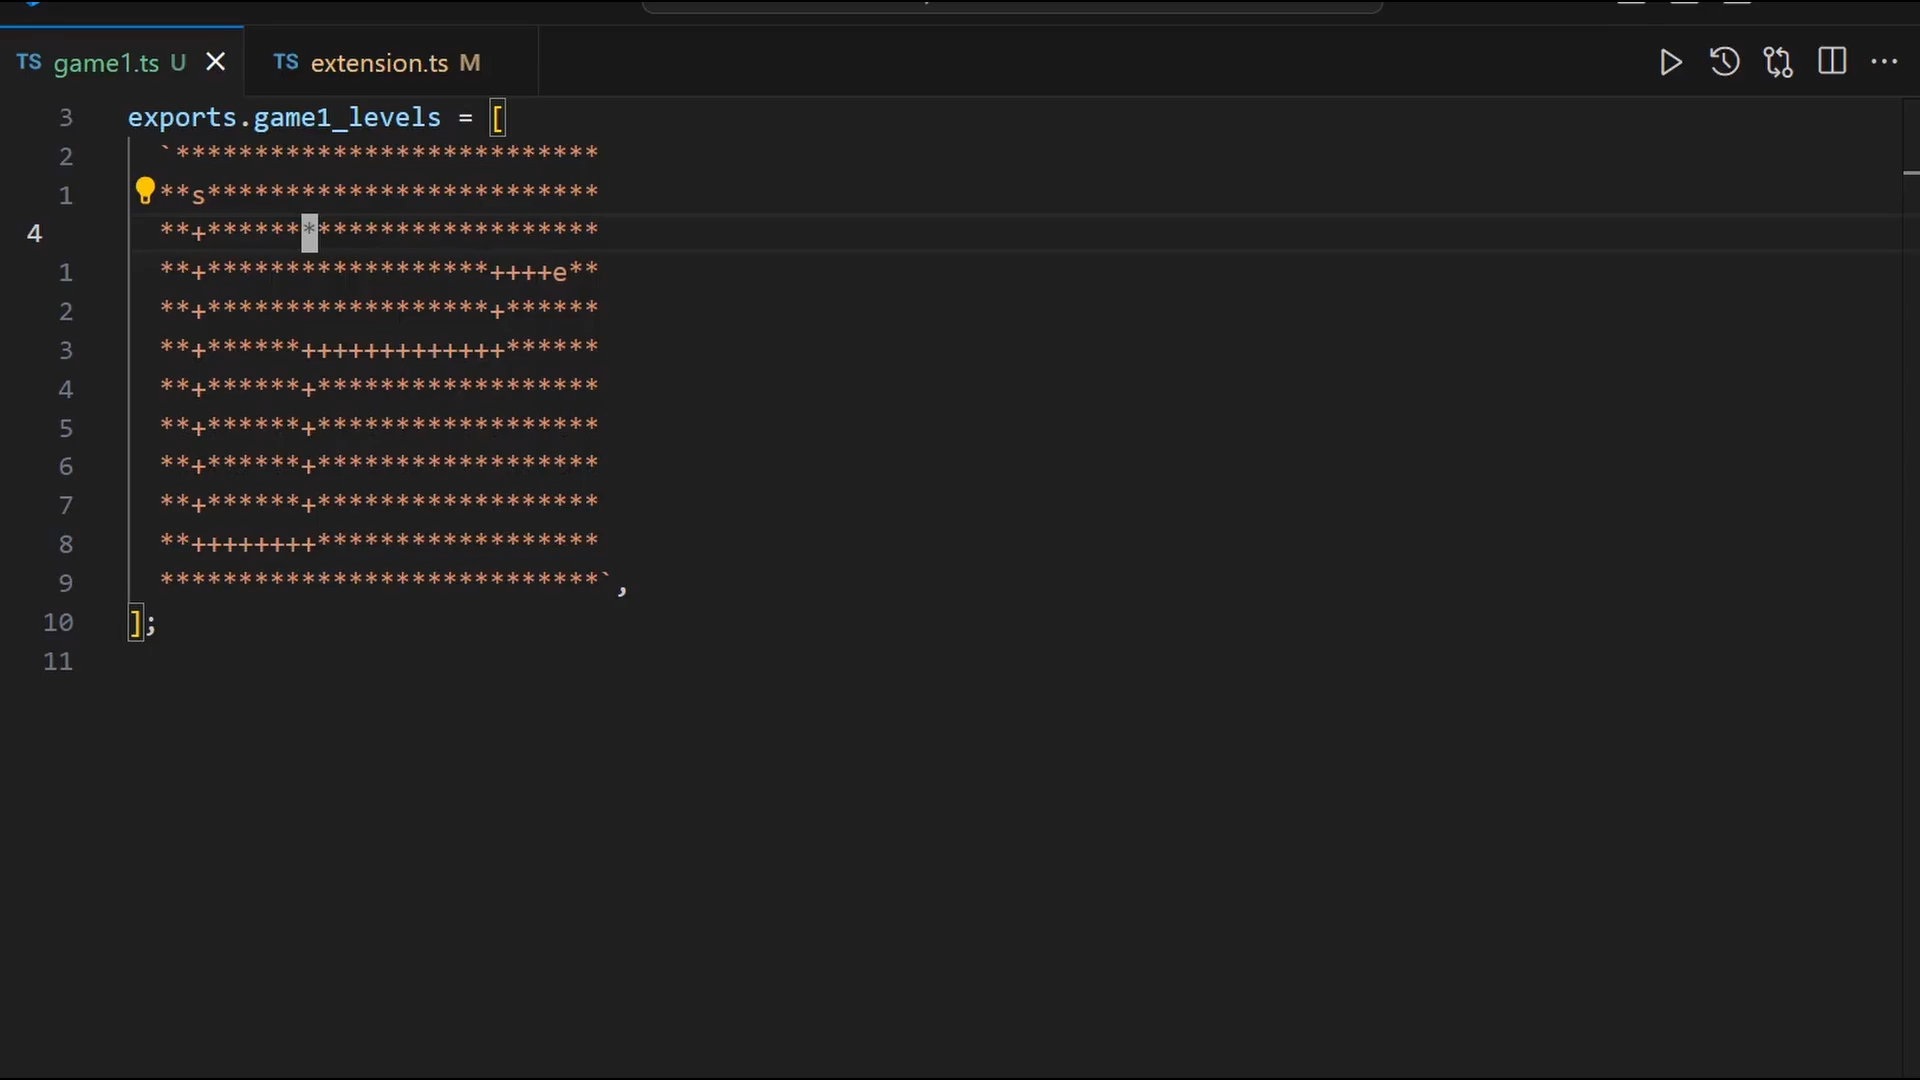 TS game1.ts U
TS extension.ts M
3 exports.game1_levels = [
2 `***************************
1 **s*************************
4 **+*************************
1 **+******************++++e**
2 **+******************+******
3 **+******+++++++++++++******
4 **+******+******************
5 **+******+******************
6 **+******+******************
7 **+******+******************
8 **++++++++******************
9 ****************************`,
10 ];
11